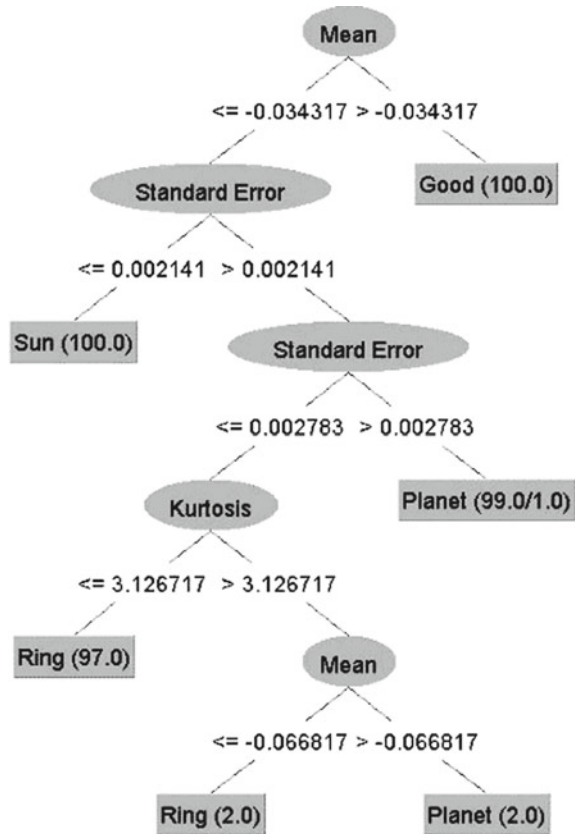 Mean
<= -0.034317 > -0.034317
Standard Error
Good (100.0)
<= 0.002141 > 0.002141
Sun (100.0)
Standard Error
<= 0.002783 > 0.002783
Kurtosis
Planet (99.0/1.0)
<= 3.126717 > 3.126717
Ring (97.0)
Mean
<= -0.066817 > -0.066817
Ring (2.0)
Planet (2.0)